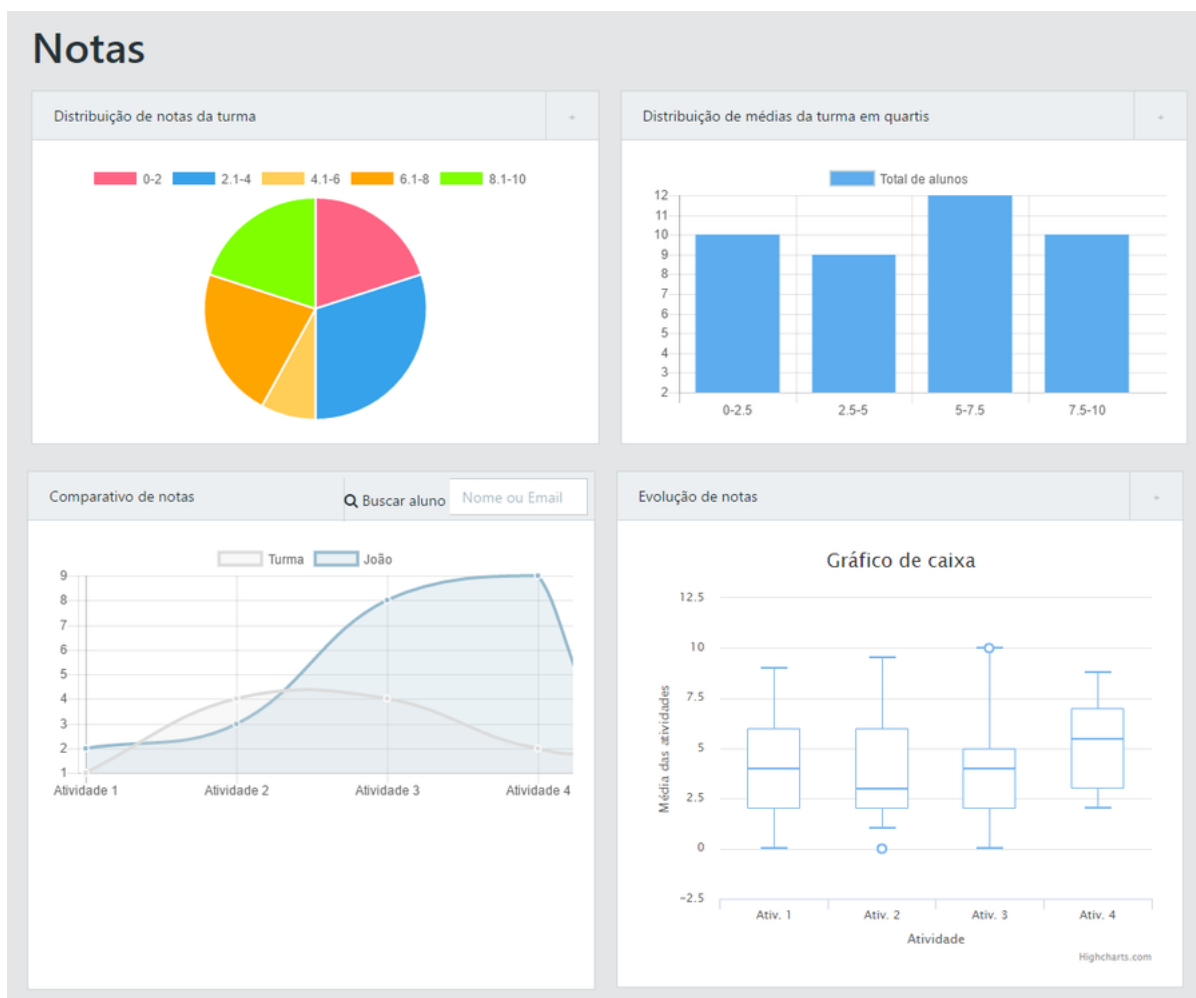 Notas
Distribuição de notas da turma
+
0-2 2.1-4 4.1-6 6.1-8 8.1-10
Distribuição de médias da turma em quartis
+
Total de alunos
12
11
10
9
8
7
6
5
4
3
2
0-2.5 2.5-5 5-7.5 7.5-10
Comparativo de notas Buscar aluno Nome ou Email
Turma João
9
8
7
6
5
4
3
2
1
Atividade 1 Atividade 2 Atividade 3 Atividade 4
Evolução de notas
+
Gráfico de caixa
Média das atividades
12.5
10
7.5
5
2.5
0
−2.5
Ativ. 1 Ativ. 2 Ativ. 3 Ativ. 4
Atividade
Highcharts.com